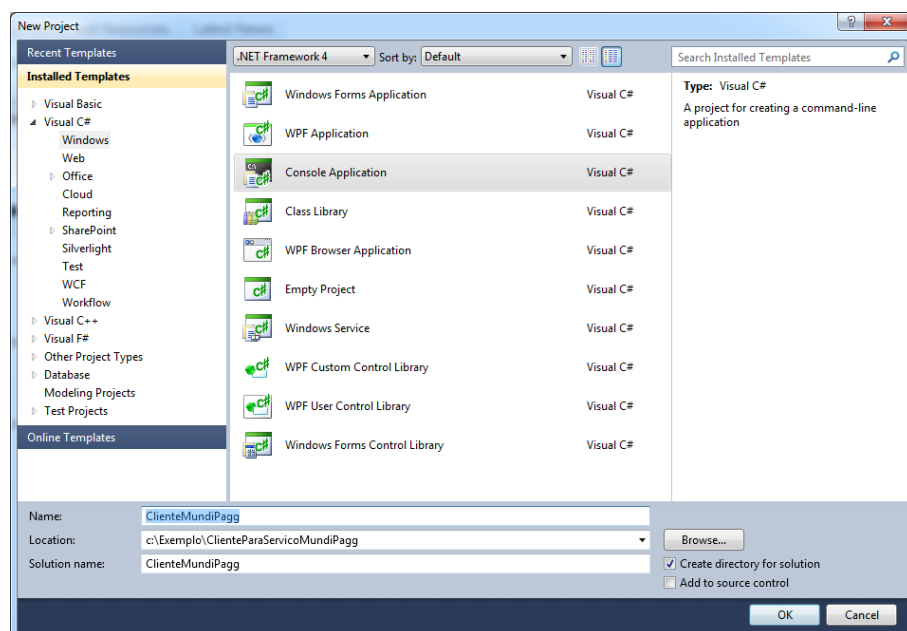 New Project
Recent Templates
Installed Templates
Visual Basic
Visual C#
Windows
Web
Office
Cloud
Reporting
SharePoint
Silverlight
Test
WCF
Workflow
Visual C++
Visual F#
Other Project Types
Database
Modeling Projects
Test Projects
Online Templates
.NET Framework 4 Sort by: Default
Windows Forms Application Visual C#
WPF Application Visual C#
Console Application Visual C#
Class Library Visual C#
WPF Browser Application Visual C#
Empty Project Visual C#
Windows Service Visual C#
WPF Custom Control Library Visual C#
WPF User Control Library Visual C#
Windows Forms Control Library Visual C#
Search Installed Templates
Type: Visual C#
A project for creating a command-line
application
Name: ClienteMundiPagg
Location: c:\Exemplo\ClienteParaServicoMundiPagg
Browse...
Solution name: ClienteMundiPagg
Create directory for solution
Add to source control
OK Cancel